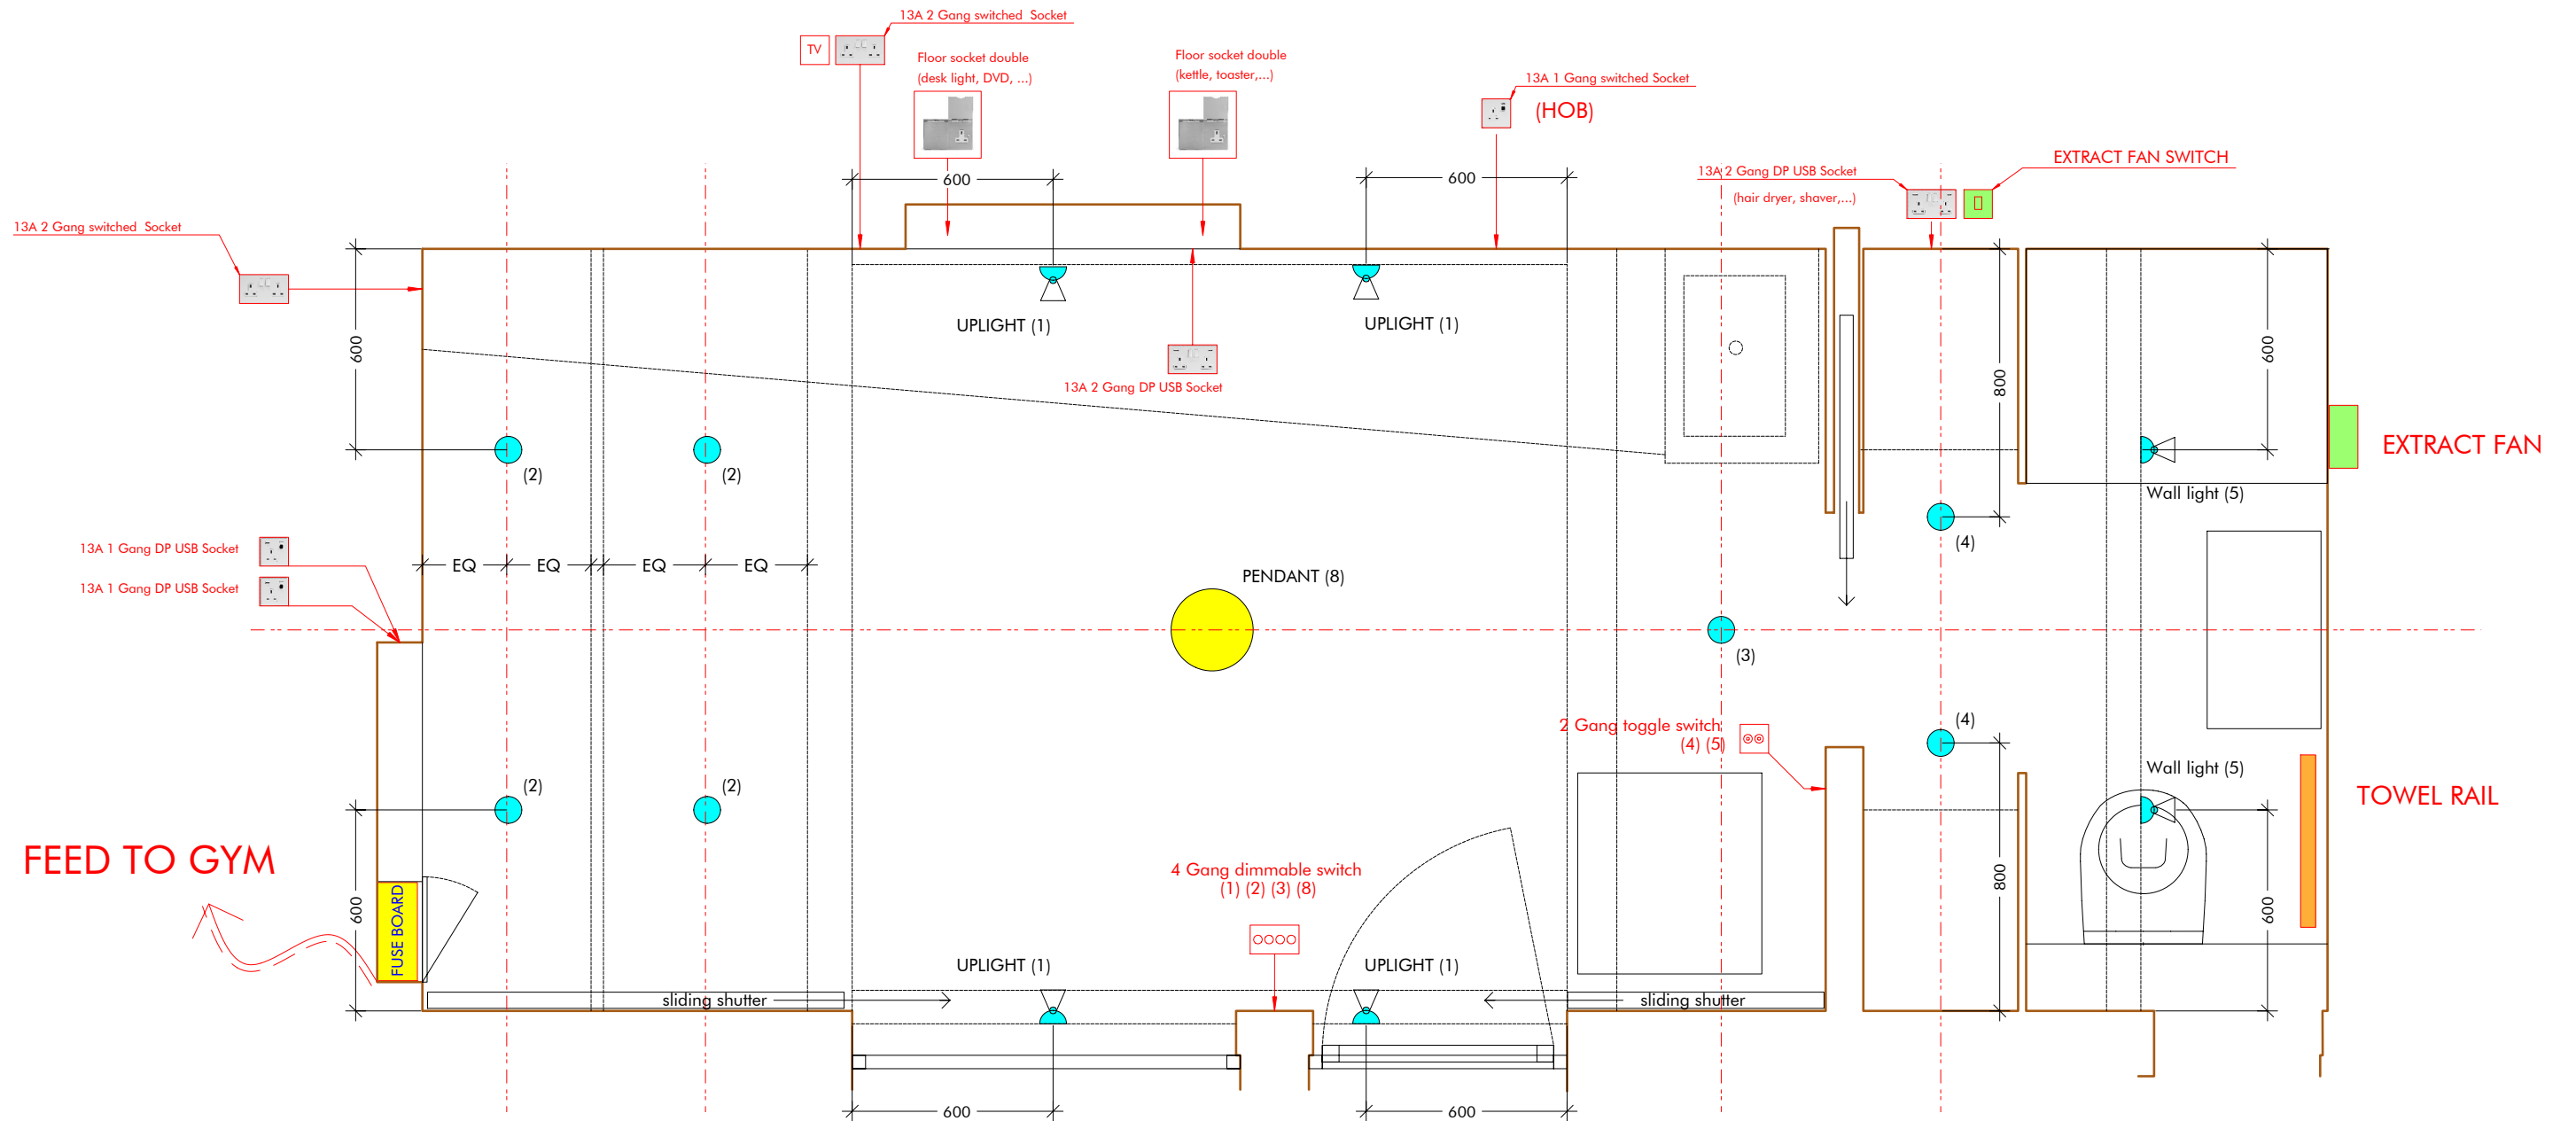 13A 2 Gang switched Socket
TV
Floor socket double
(desk light, DVD, ...)
Floor socket double
(kettle, toaster,...)
13A 1 Gang switched Socket
(HOB)
EXTRACT FAN SWITCH
13A 2 Gang DP USB Socket
(hair dryer, shaver,...)
600
600
13A 2 Gang switched Socket
UPLIGHT (1)
UPLIGHT (1)
600
800
600
13A 2 Gang DP USB Socket
EXTRACT FAN
(2)
(2)
Wall light (5)
(4)
13A 1 Gang DP USB Socket
EQ
EQ
EQ
EQ
PENDANT (8)
13A 1 Gang DP USB Socket
(3)
2 Gang toggle switch
(4) (5)
(4)
Wall light (5)
(2)
(2)
TOWEL RAIL
FEED TO GYM
4 Gang dimmable switch
(1) (2) (3) (8)
FUSE BOARD
600
800
600
UPLIGHT (1)
UPLIGHT (1)
sliding shutter
sliding shutter
600
600